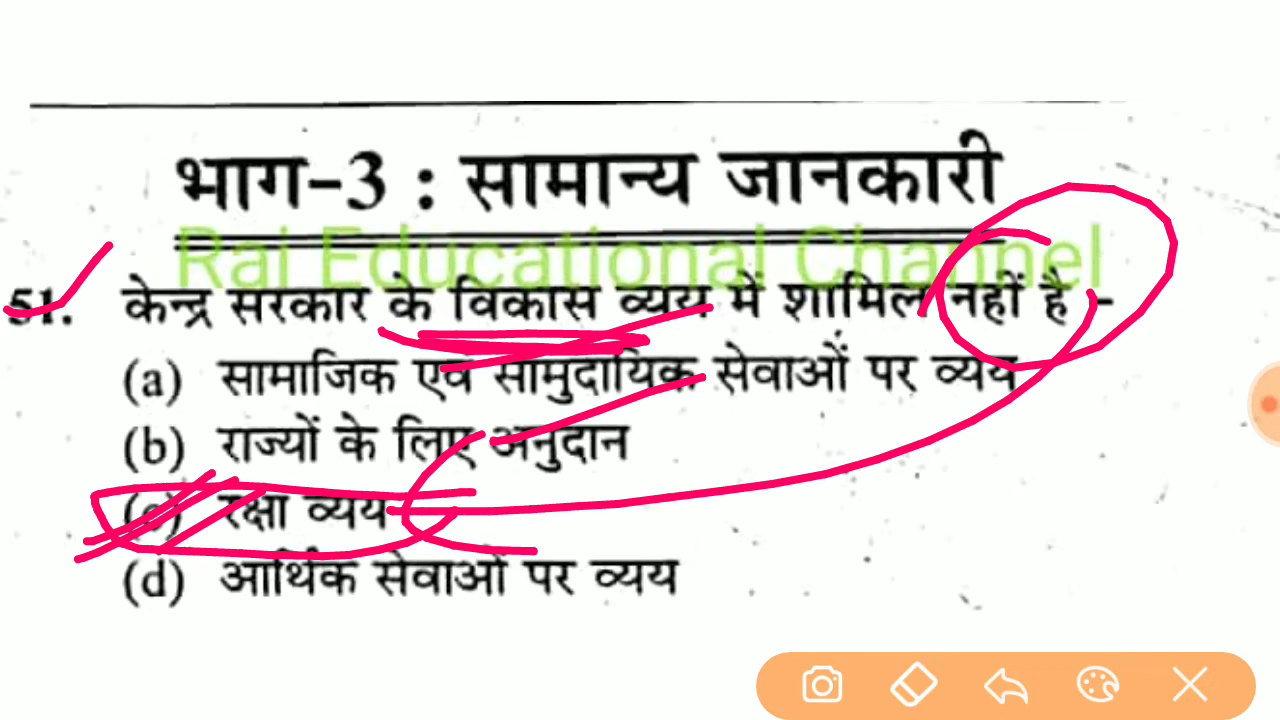 भाग-3 : सामान्य जानकारी
Rai Educational Channel
51. केन्द्र सरकार के विकास व्यय में शामिल नहीं है -
(a) सामाजिक एवं सामुदायिक सेवाओं पर व्यय
(b) राज्यों के लिए अनुदान
(c) रक्षा व्यय
(d) आर्थिक सेवाओं पर व्यय